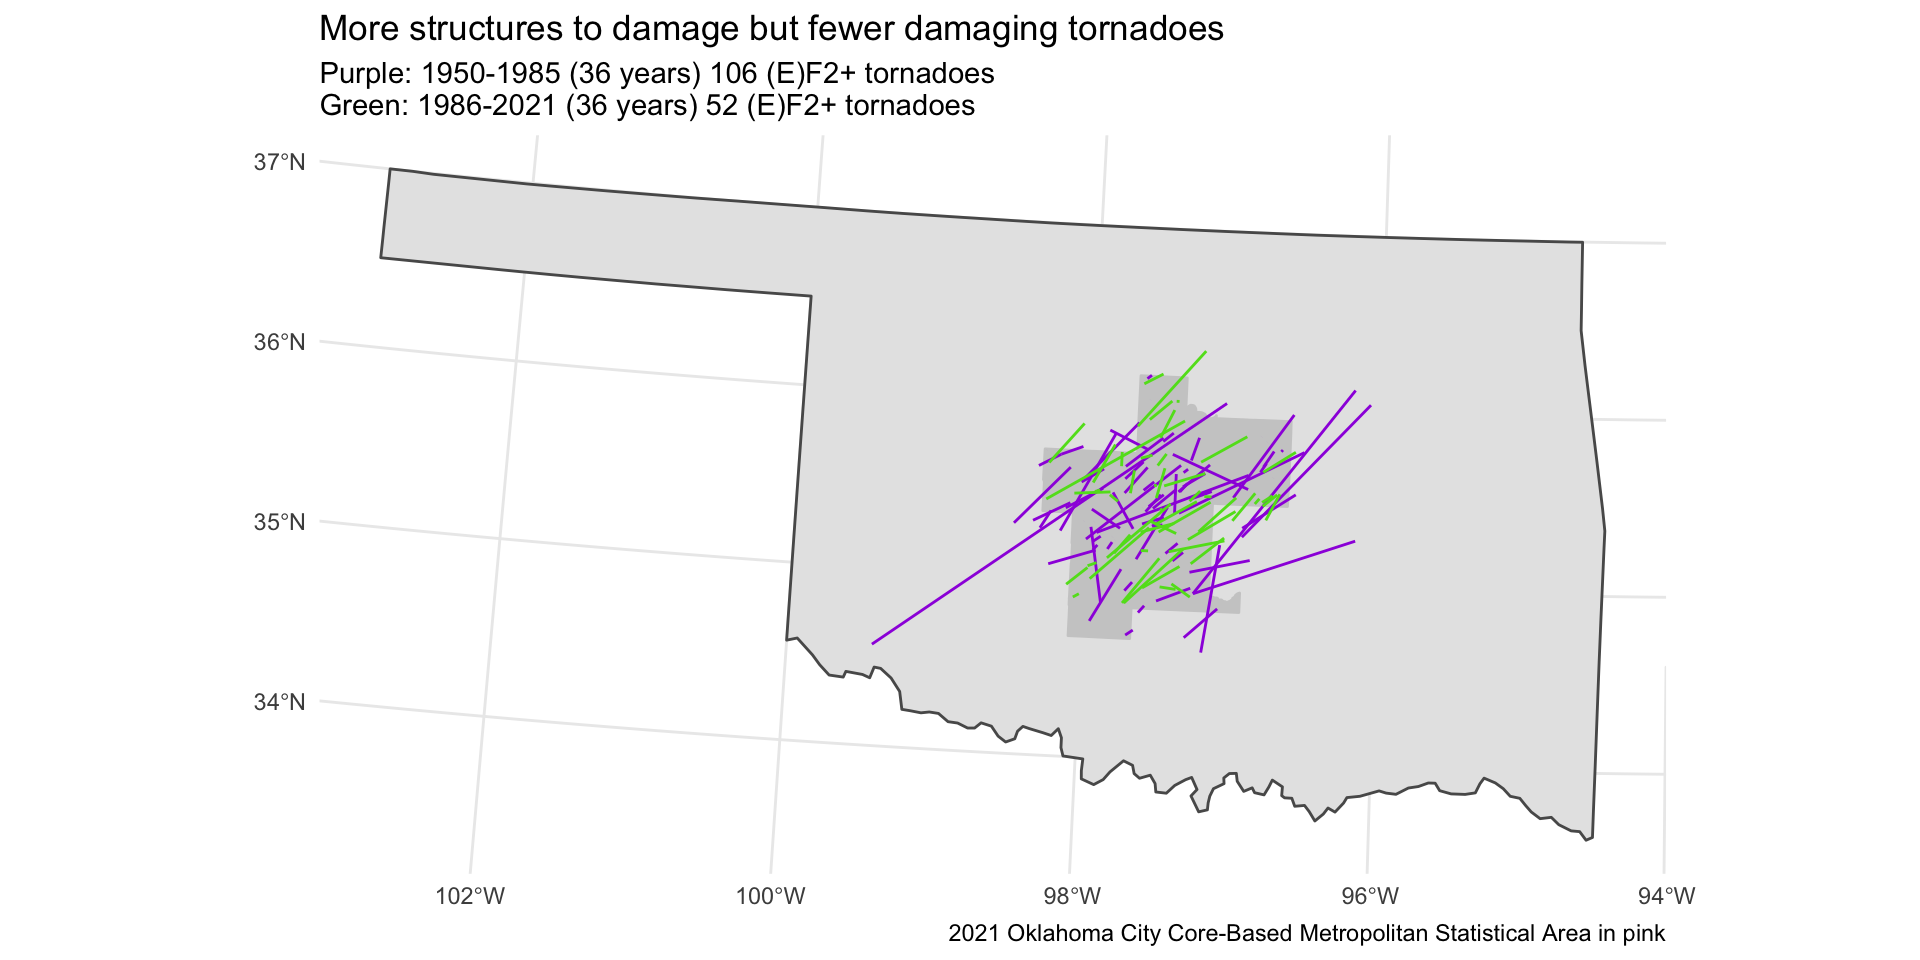 More structures to damage but fewer damaging tornadoes
Purple: 1950-1985 (36 years) 106 (E)F2+ tornadoes
Green: 1986-2021 (36 years) 52 (E)F2+ tornadoes
37°N
36°N
35°N
34°N
102°W 100°W 98°W 96°W 94°W
2021 Oklahoma City Core-Based Metropolitan Statistical Area in pink